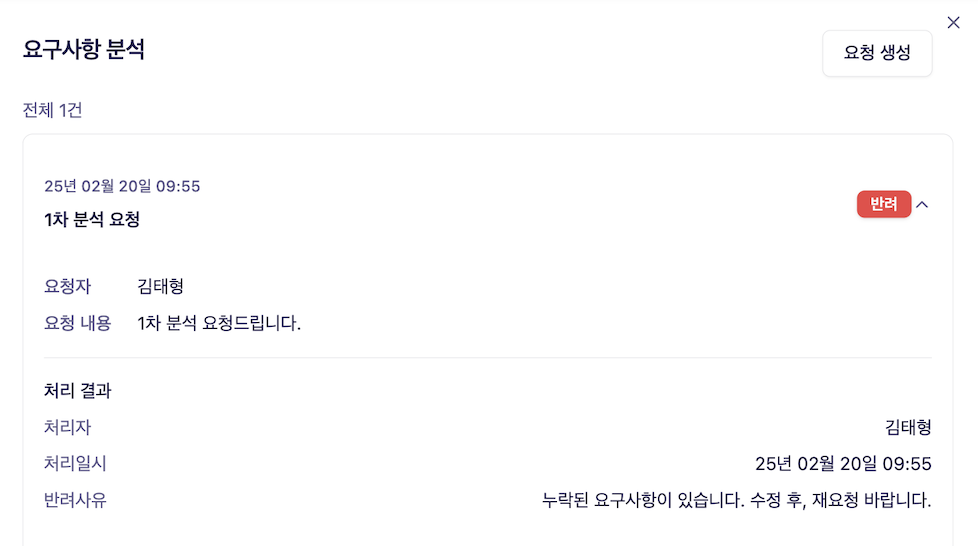 요구사항 분석
요청 생성
전체 1건
25년 02월 20일 09:55
1차 분석 요청
반려
요청자 김태형
요청 내용 1차 분석 요청드립니다.
처리 결과
처리자 김태형
처리일시 25년 02월 20일 09:55
반려사유 누락된 요구사항이 있습니다. 수정 후, 재요청 바랍니다.